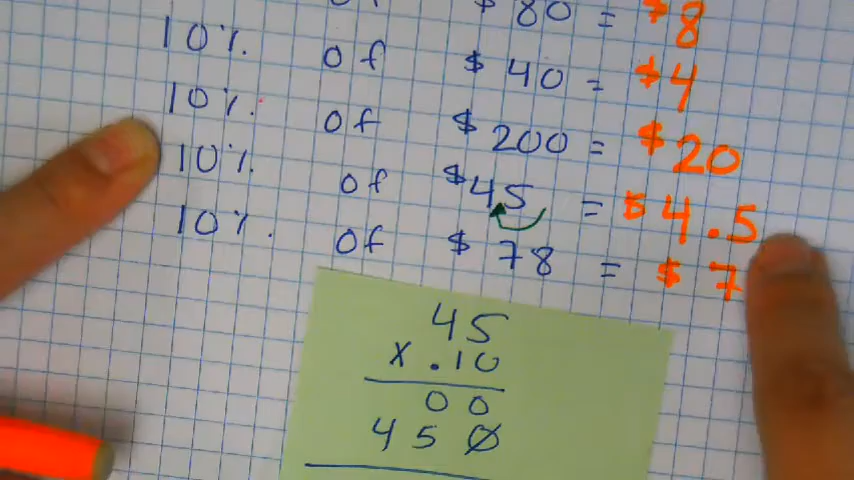 $80 = $8
10% of $40 = $4
10% of $200 = $20
10% of $45 = $4.5
10% of $78 = $7
45
x .10
00
450